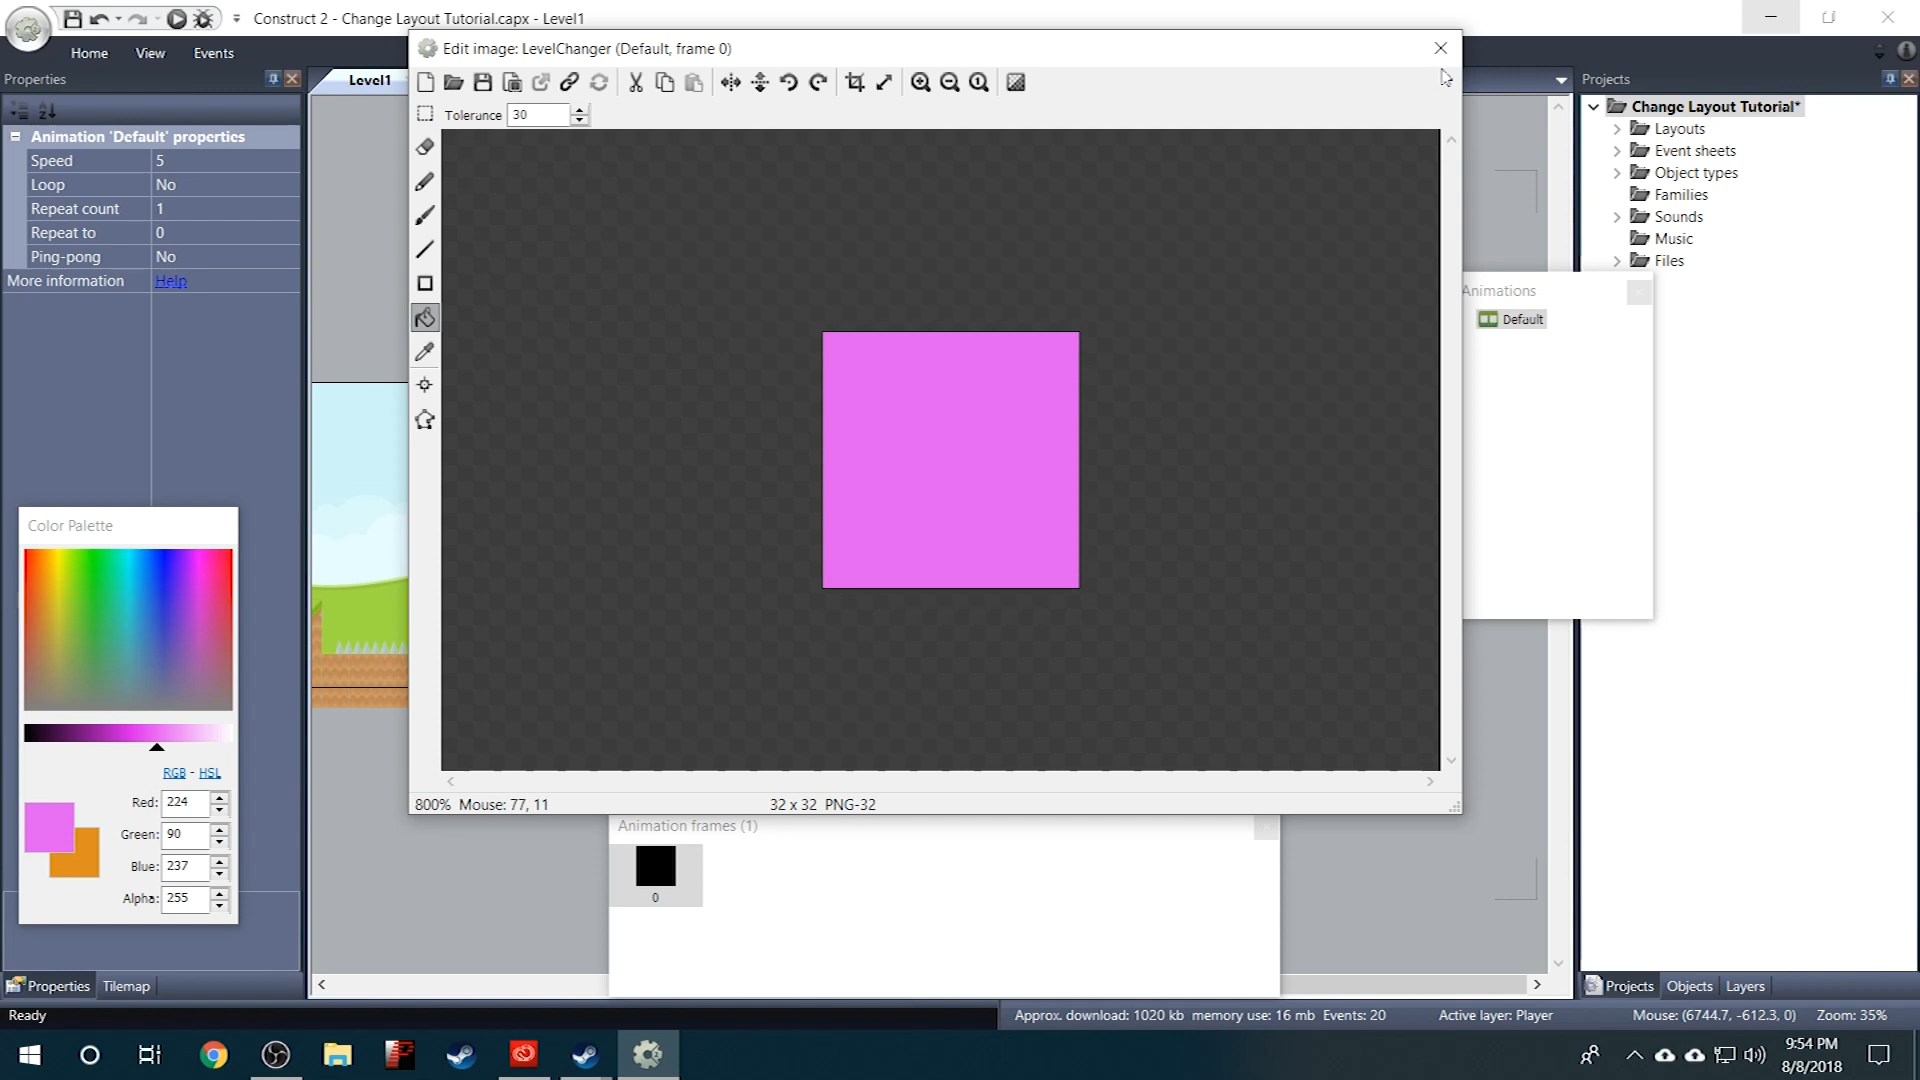 Construct 2 - Change Layout Tutorial.capx - Level1
Home View Events
Properties
Animation 'Default' properties
Speed 5
Loop No
Repeat count 1
Repeat to 0
Ping-pong No
More information Help
Color Palette
RGB - HSL
Red: 224
Green: 90
Blue: 237
Alpha: 255
Properties Tilemap
Level1
Edit image: LevelChanger (Default, frame 0)
Tolerance 30
800% Mouse: 77, 11 32 x 32 PNG-32
Animation frames (1)
0
Animations
Default
Projects
Change Layout Tutorial*
Layouts
Event sheets
Object types
Families
Sounds
Music
Files
Projects Objects Layers
Ready
Approx. download: 1020 kb memory use: 16 mb Events: 20 Active layer: Player Mouse: (6744.7, -612.3, 0) Zoom: 35%
9:54 PM
8/8/2018